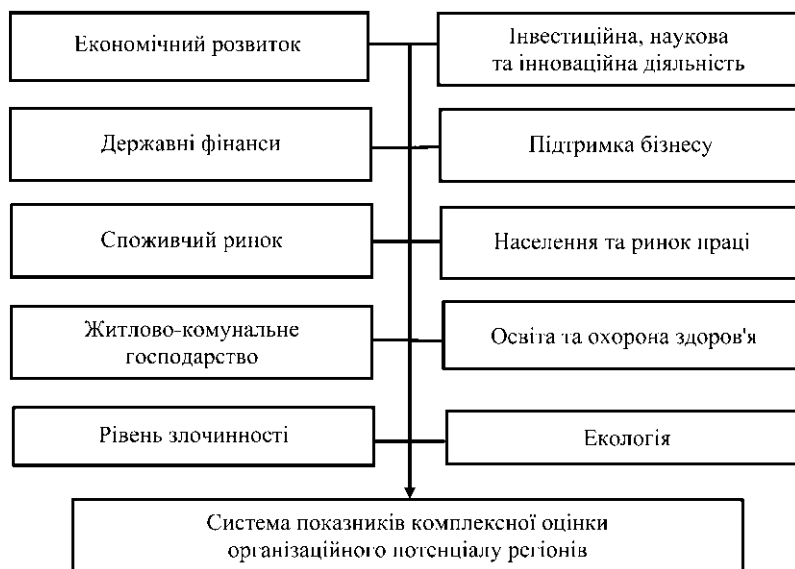 Економічний розвиток
Інвестиційна, наукова
та інноваційна діяльність
Державні фінанси
Підтримка бізнесу
Споживчий ринок
Населення та ринок праці
Житлово-комунальне
господарство
Освіта та охорона здоров'я
Рівень злочинності
Екологія
Система показників комплексної оцінки
організаційного потенціалу регіонів